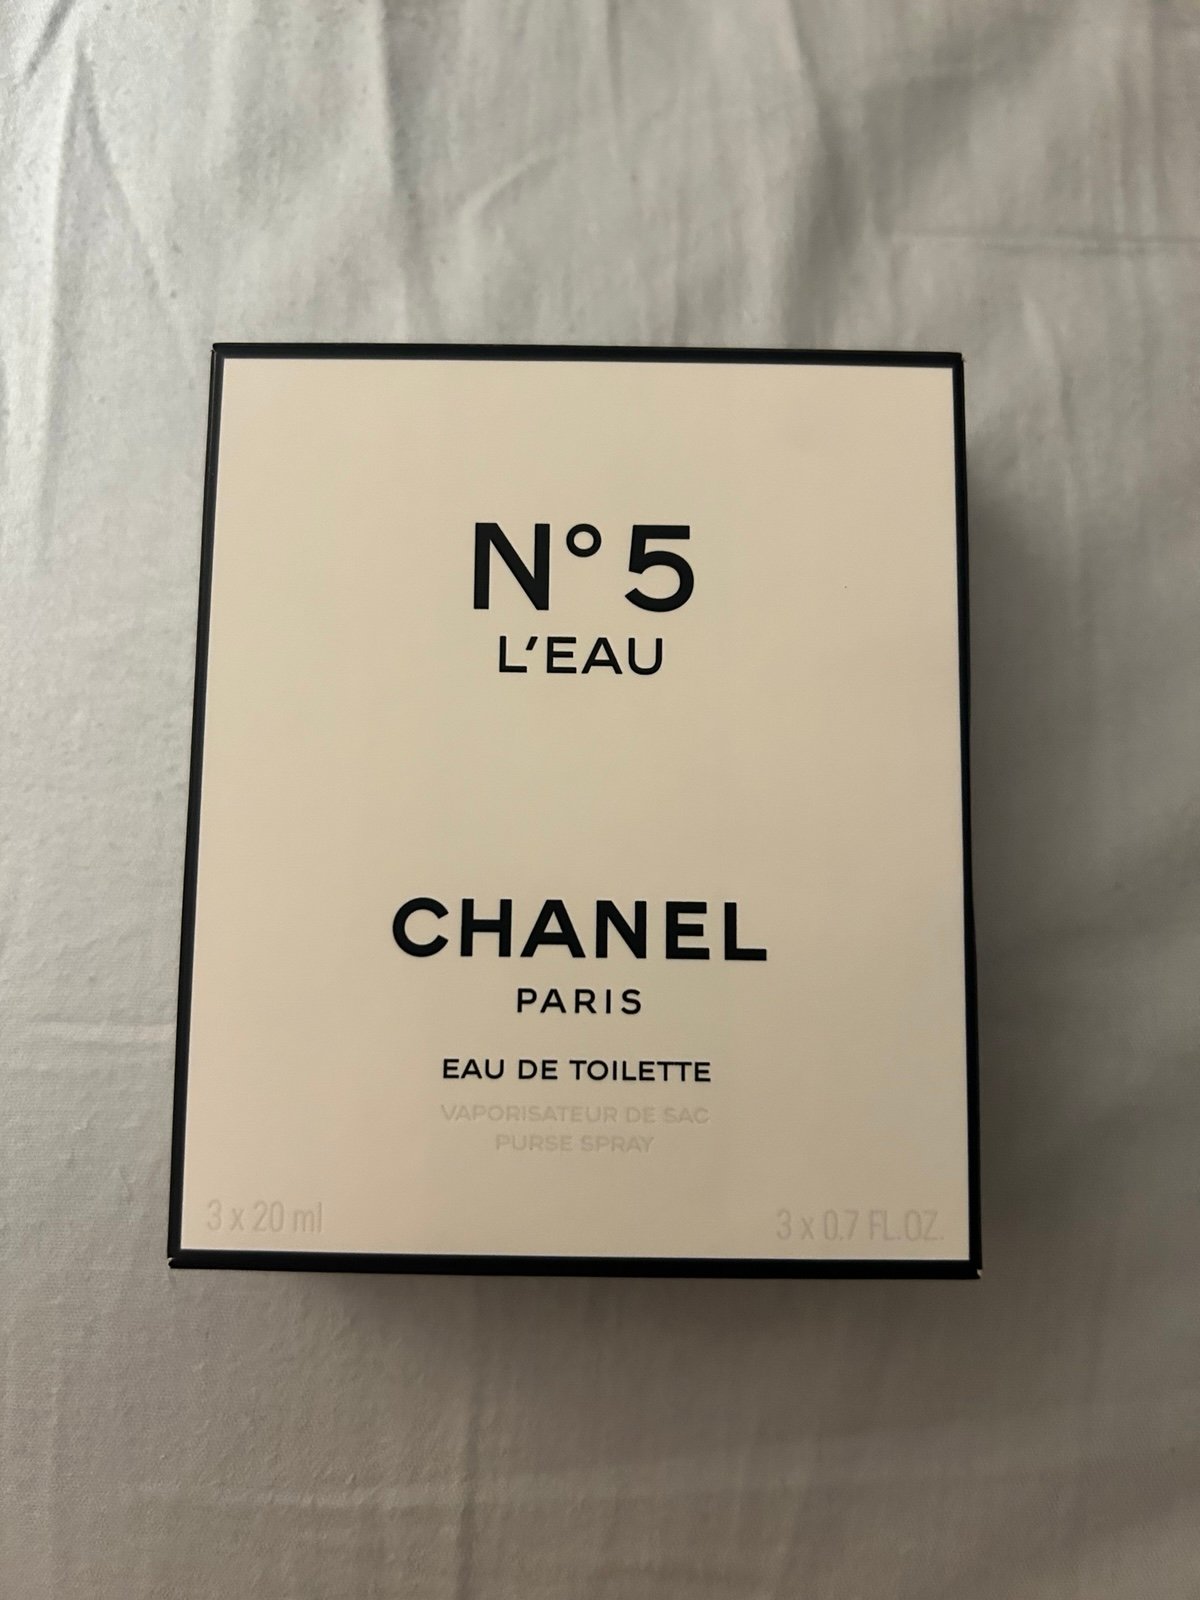 N° 5
L'EAU
CHANEL
PARIS
EAU DE TOILETTE
VAPORISATEUR DE SAC
PURSE SPRAY
3 x 20 ml
3 x 0.7 FL.OZ.